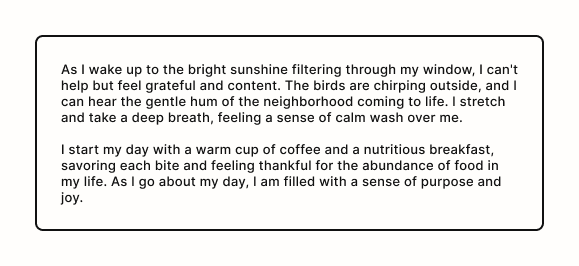 As I wake up to the bright sunshine filtering through my window, I can't
help but feel grateful and content. The birds are chirping outside, and I
can hear the gentle hum of the neighborhood coming to life. I stretch
and take a deep breath, feeling a sense of calm wash over me.
I start my day with a warm cup of coffee and a nutritious breakfast,
savoring each bite and feeling thankful for the abundance of food in
my life. As I go about my day, I am filled with a sense of purpose and
joy.